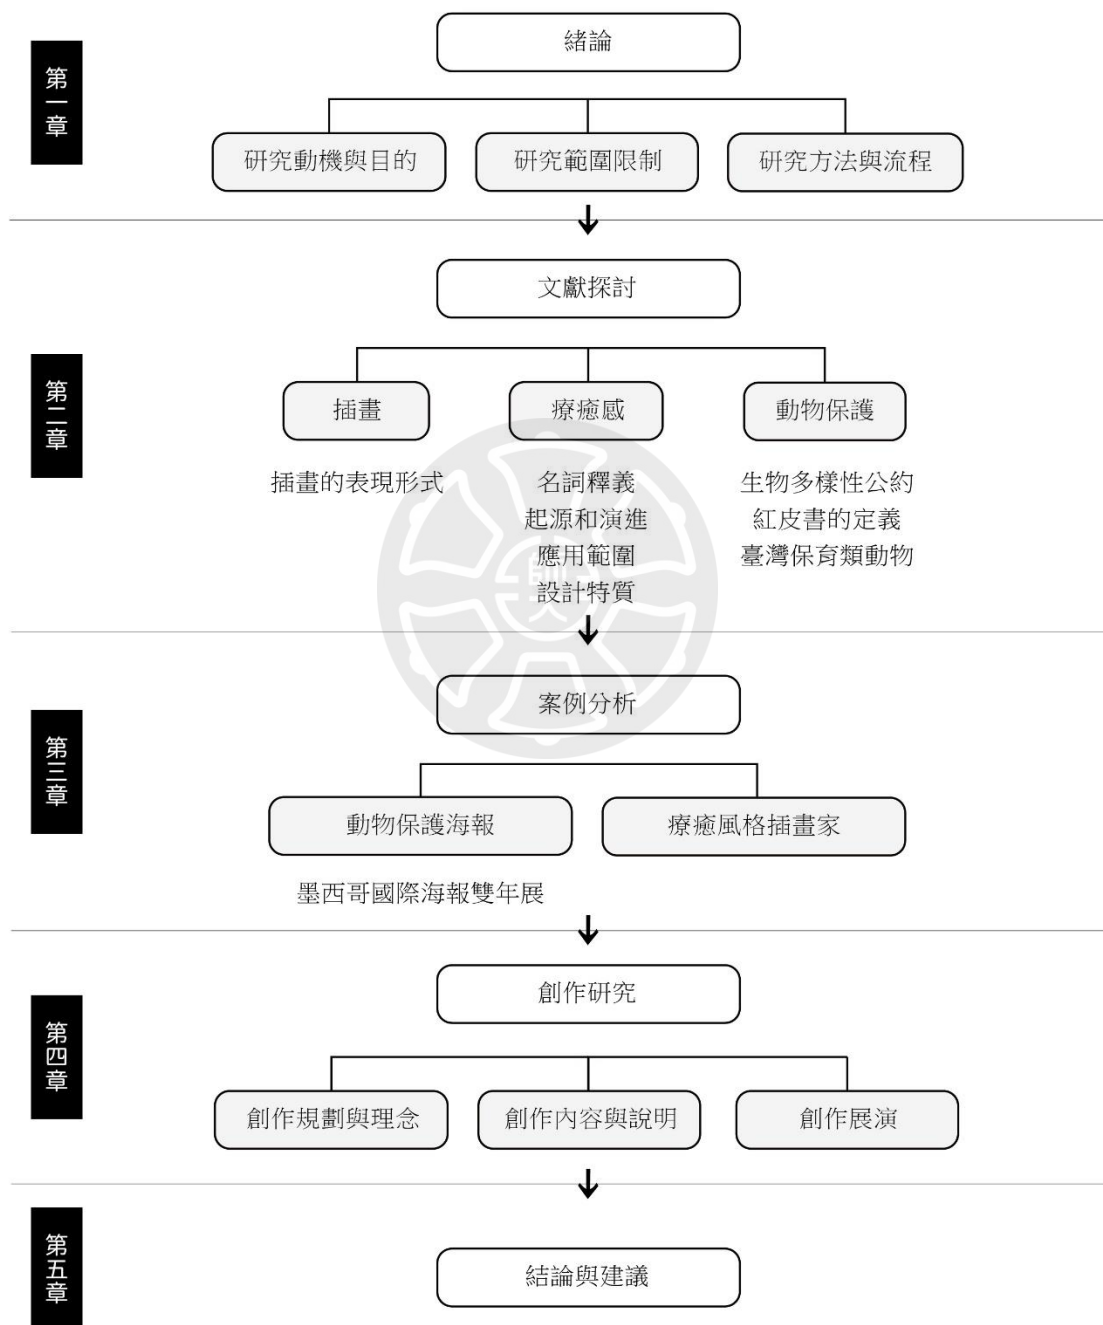 第一章
緒論
研究動機與目的
研究範圍限制
研究方法與流程
第二章
文獻探討
插畫
療癒感
動物保護
插畫的表現形式
名詞釋義
起源和演進
應用範圍
設計特質
生物多樣性公約
紅皮書的定義
臺灣保育類動物
第三章
案例分析
動物保護海報
療癒風格插畫家
墨西哥國際海報雙年展
第四章
創作研究
創作規劃與理念
創作內容與說明
創作展演
第五章
結論與建議